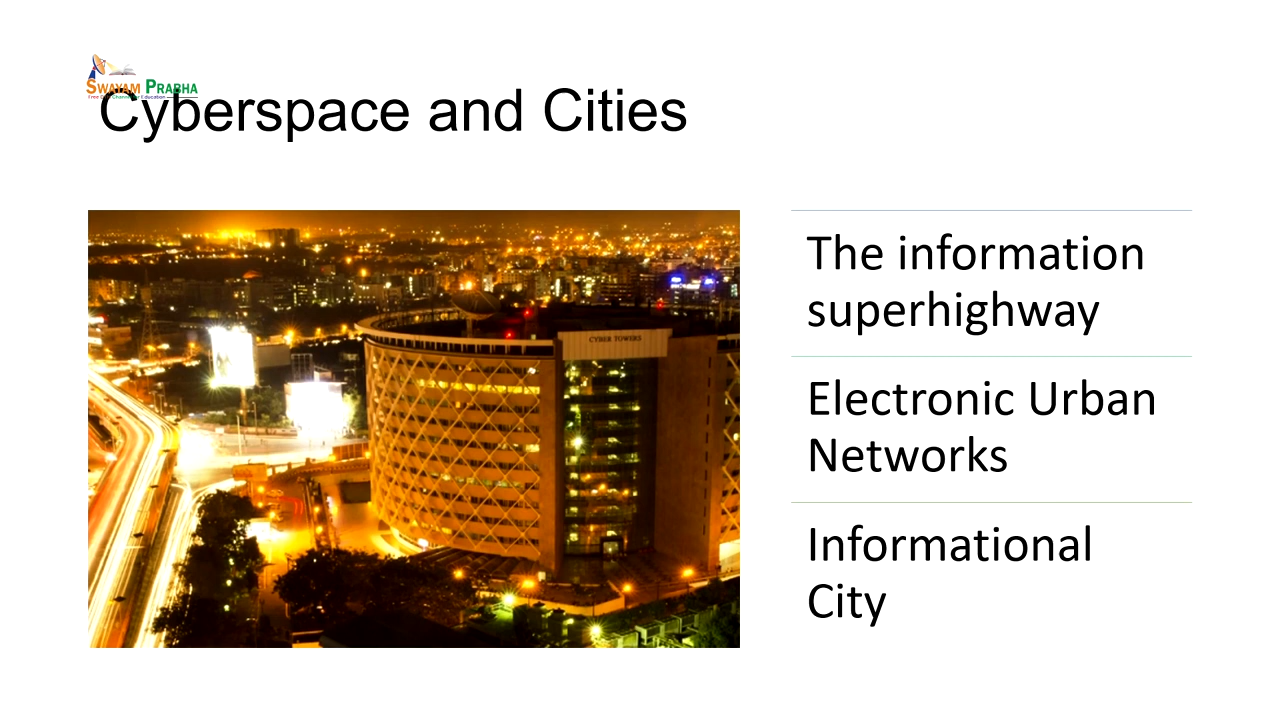 SWAYAM PRABHA
Cyberspace and Cities
CYBER TOWERS
The information
superhighway
Electronic Urban
Networks
Informational
City